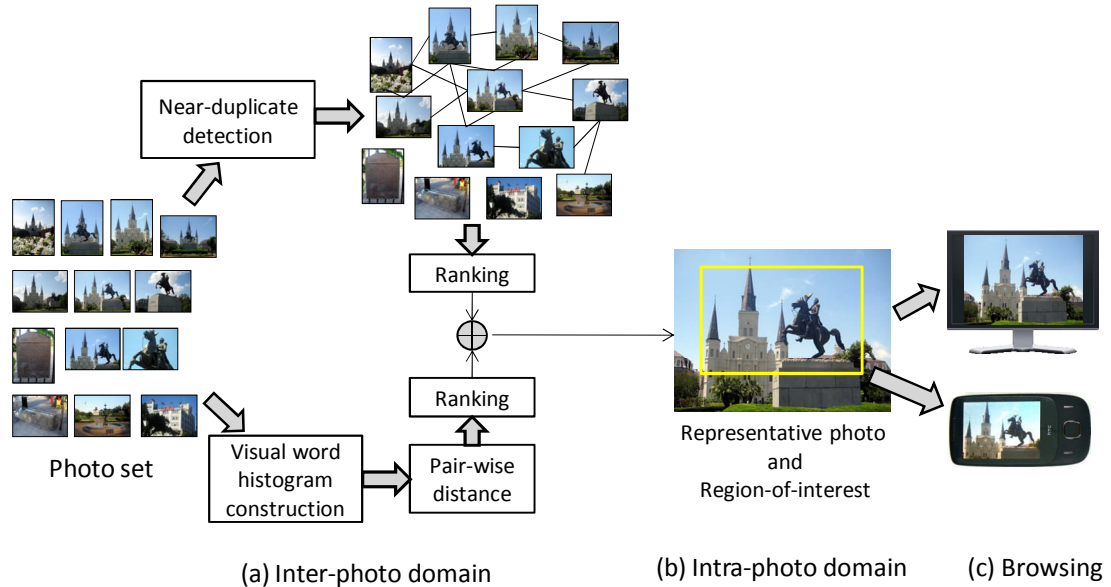 Near-duplicate
detection
Ranking
Ranking
Photo set
Visual word
histogram
construction
Pair-wise
distance
Representative photo
and
Region-of-interest
(a) Inter-photo domain
(b) Intra-photo domain
(c) Browsing